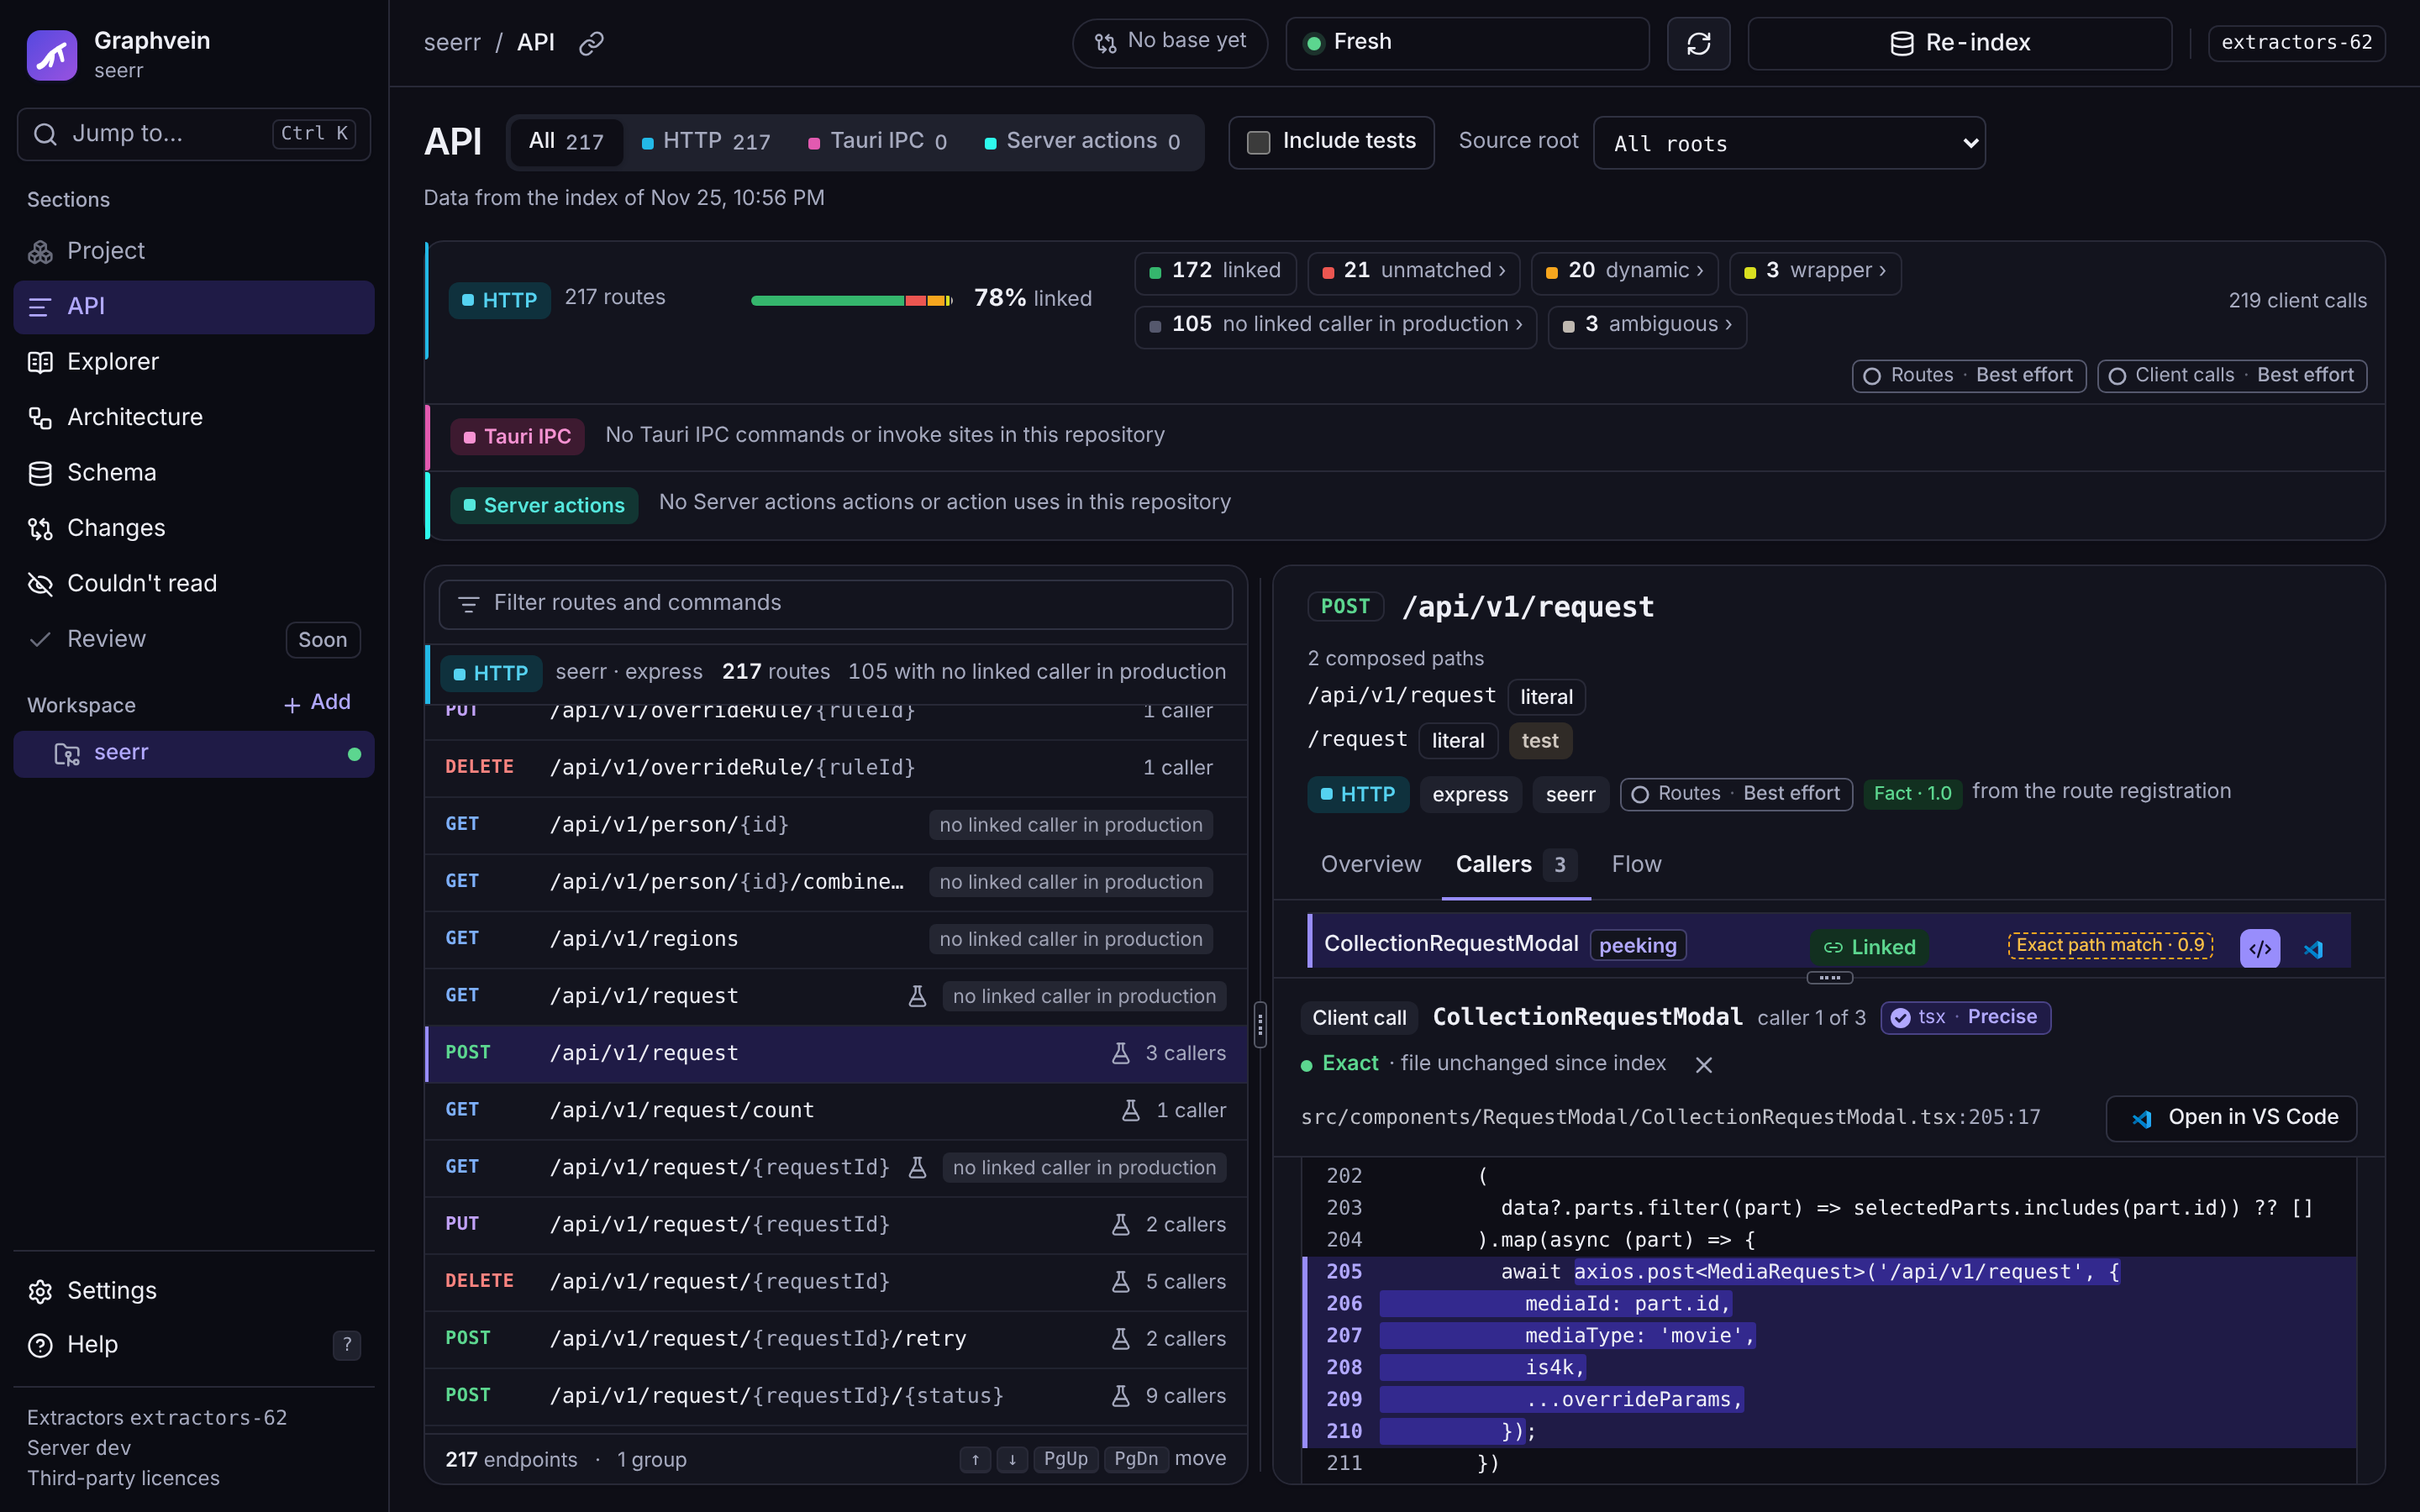 Graphvein
seerr
Jump to...
Ctrl K
Sections
Project
API
Explorer
Architecture
Schema
Changes
Couldn't read
Review
Soon
Workspace
+ Add
seerr
Settings
Help
?
Extractors extractors-62
Server dev
Third-party licences
seerr / API
No base yet
Fresh
Re-index
extractors-62
API
All 217
HTTP 217
Tauri IPC 0
Server actions 0
Include tests
Source root
All roots
Data from the index of Nov 25, 10:56 PM
HTTP
217 routes
78% linked
172 linked
21 unmatched ›
20 dynamic ›
3 wrapper ›
105 no linked caller in production ›
3 ambiguous ›
219 client calls
Routes · Best effort
Client calls · Best effort
Tauri IPC
No Tauri IPC commands or invoke sites in this repository
Server actions
No Server actions actions or action uses in this repository
Filter routes and commands
HTTP seerr · express 217 routes 105 with no linked caller in production
PUT /api/v1/overrideRule/{ruleId} 1 caller
DELETE /api/v1/overrideRule/{ruleId} 1 caller
GET /api/v1/person/{id} no linked caller in production
GET /api/v1/person/{id}/combine… no linked caller in production
GET /api/v1/regions no linked caller in production
GET /api/v1/request no linked caller in production
POST /api/v1/request 3 callers
GET /api/v1/request/count 1 caller
GET /api/v1/request/{requestId} no linked caller in production
PUT /api/v1/request/{requestId} 2 callers
DELETE /api/v1/request/{requestId} 5 callers
POST /api/v1/request/{requestId}/retry 2 callers
POST /api/v1/request/{requestId}/{status} 9 callers
217 endpoints · 1 group
↑ ↓ PgUp PgDn move
POST /api/v1/request
2 composed paths
/api/v1/request literal
/request literal test
HTTP express seerr Routes · Best effort Fact · 1.0 from the route registration
Overview
Callers 3
Flow
CollectionRequestModal peeking Linked Exact path match · 0.9
Client call CollectionRequestModal caller 1 of 3 tsx · Precise
Exact · file unchanged since index
src/components/RequestModal/CollectionRequestModal.tsx:205:17
Open in VS Code
202 (
203 data?.parts.filter((part) => selectedParts.includes(part.id)) ?? []
204 ).map(async (part) => {
205 await axios.post<MediaRequest>('/api/v1/request', {
206 mediaId: part.id,
207 mediaType: 'movie',
208 is4k,
209 ...overrideParams,
210 });
211 })